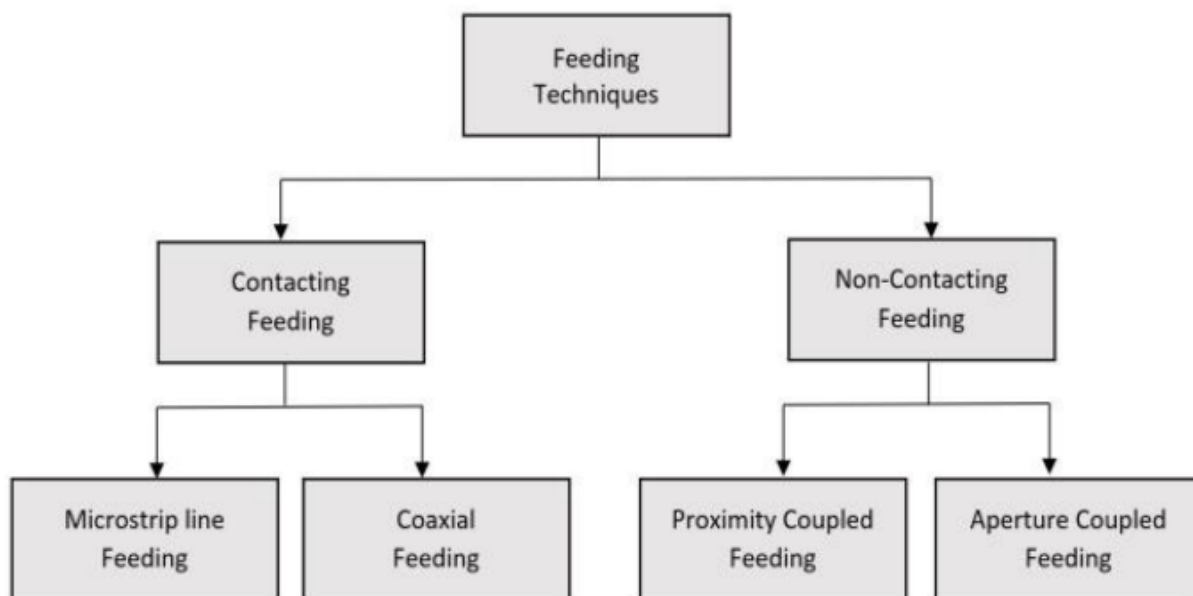 Feeding
Techniques
Contacting
Feeding
Non-Contacting
Feeding
Microstrip line
Feeding
Coaxial
Feeding
Proximity Coupled
Feeding
Aperture Coupled
Feeding